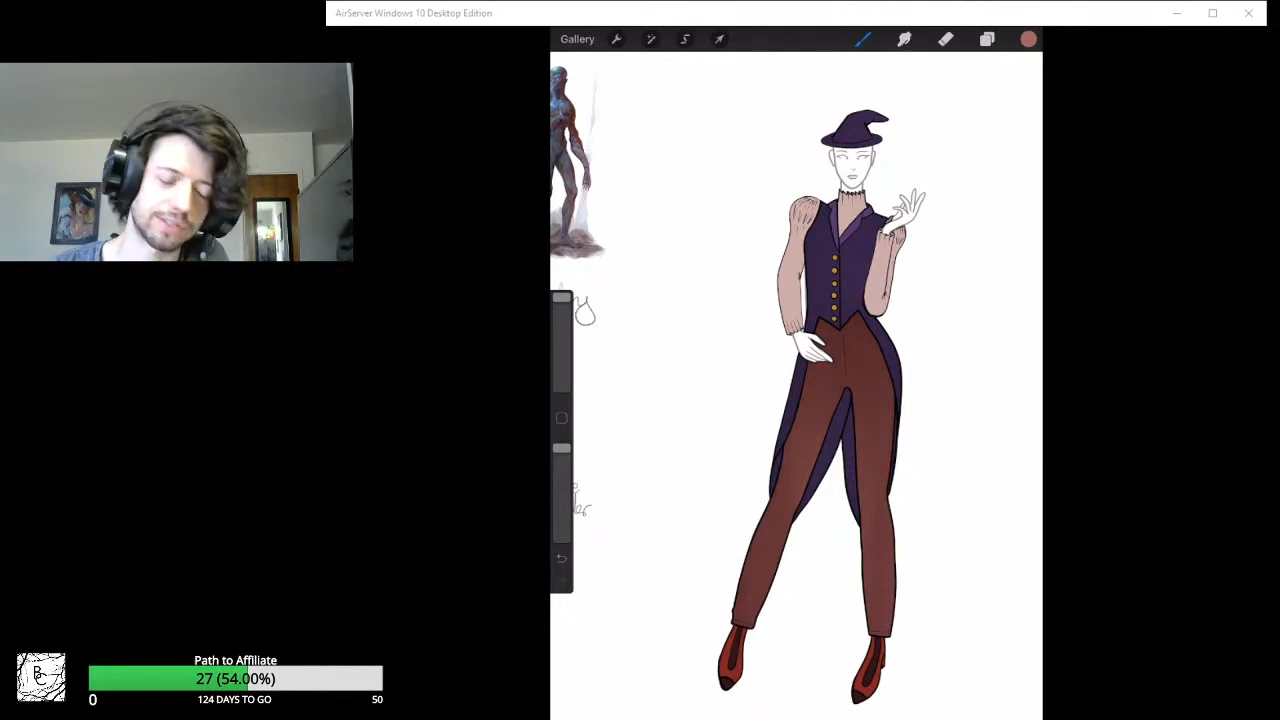 AirServer Windows 10 Desktop Edition
Gallery
Path to Affiliate
27 (54.00%)
0
124 DAYS TO GO
50